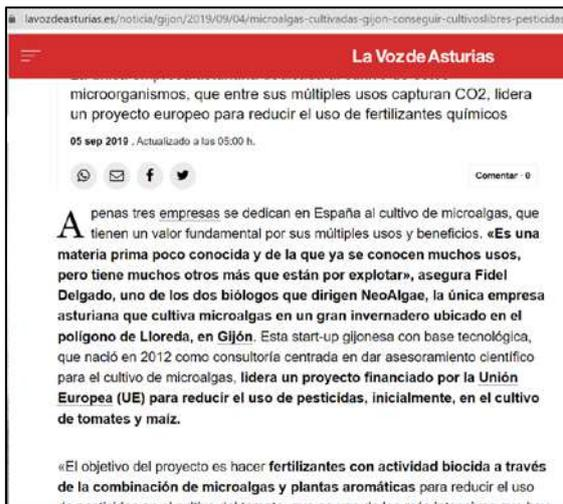 lavozdeasturias.es/noticia/gijon/2019/09/04/microalgas-cultivadas-gijon-conseguir-cultivoslibres-pesticidas
La Voz de Asturias
microorganismos, que entre sus múltiples usos capturan CO2, lidera
un proyecto europeo para reducir el uso de fertilizantes químicos
05 sep 2019 . Actualizado a las 05:00 h.
Comentar · 0
Apenas tres empresas se dedican en España al cultivo de microalgas, que
tienen un valor fundamental por sus múltiples usos y beneficios. «Es una
materia prima poco conocida y de la que ya se conocen muchos usos,
pero tiene muchos otros más que están por explotar», asegura Fidel
Delgado, uno de los dos biólogos que dirigen NeoAlgae, la única empresa
asturiana que cultiva microalgas en un gran invernadero ubicado en el
polígono de Lloreda, en Gijón. Esta start-up gijonesa con base tecnológica,
que nació en 2012 como consultoría centrada en dar asesoramiento científico
para el cultivo de microalgas, lidera un proyecto financiado por la Unión
Europea (UE) para reducir el uso de pesticidas, inicialmente, en el cultivo
de tomates y maíz.
«El objetivo del proyecto es hacer fertilizantes con actividad biocida a través
de la combinación de microalgas y plantas aromáticas para reducir el uso